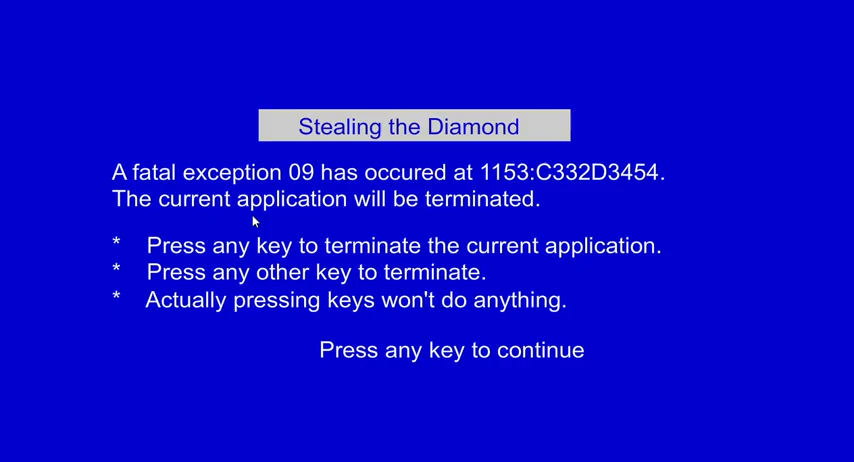 Stealing the Diamond
A fatal exception 09 has occured at 1153:C332D3454.
The current application will be terminated.
* Press any key to terminate the current application.
* Press any other key to terminate.
* Actually pressing keys won't do anything.
Press any key to continue